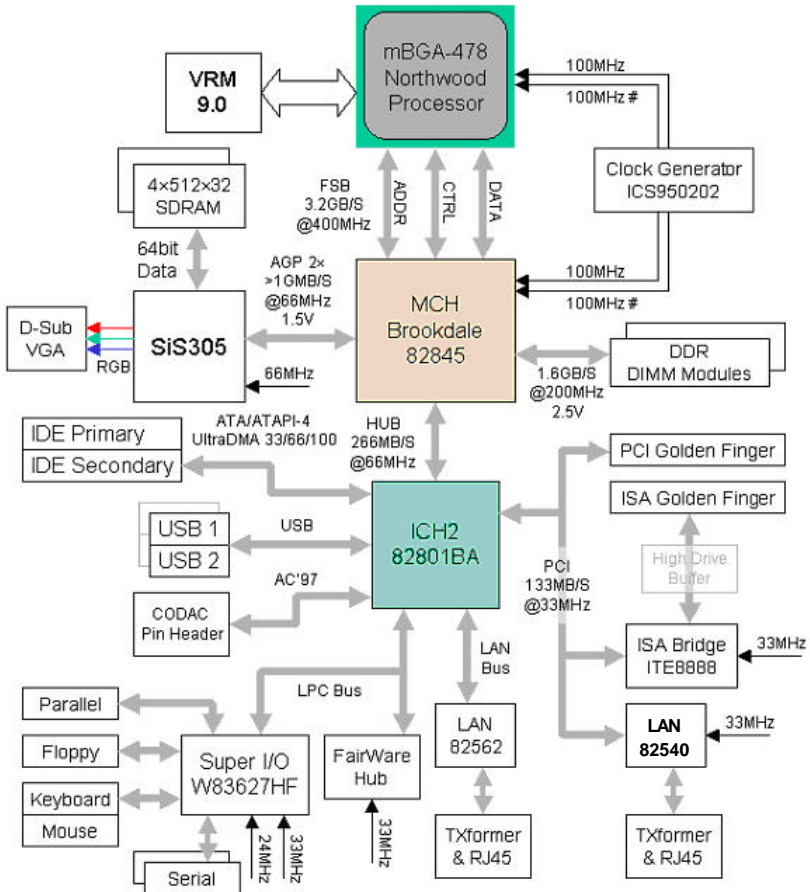 VRM
9.0
mBGA-478
Northwood
Processor
100MHz
100MHz #
Clock Generator
ICS950202
4×512×32
SDRAM
64bit
Data
FSB
3.2GB/S
@400MHz
ADDR
CTRL
DATA
100MHz
100MHz #
AGP 2×
>1GMB/S
@66MHz
1.5V
MCH
Brookdale
82845
D-Sub
VGA
RGB
SiS305
66MHz
1.6GB/S
@200MHz
2.5V
DDR
DIMM Modules
IDE Primary
IDE Secondary
ATA/ATAPI-4
UltraDMA 33/66/100
HUB
266MB/S
@66MHz
PCI Golden Finger
ISA Golden Finger
USB 1
USB 2
USB
ICH2
82801BA
High Drive
Buffer
PCI
133MB/S
@33MHz
AC'97
CODAC
Pin Header
ISA Bridge
ITE8888
33MHz
LAN
Bus
LPC Bus
Parallel
Floppy
Keyboard
Mouse
Super I/O
W83627HF
FairWare
Hub
LAN
82562
LAN
82540
33MHz
24MHz
33MHz
33MHz
Serial
TXformer
& RJ45
TXformer
& RJ45